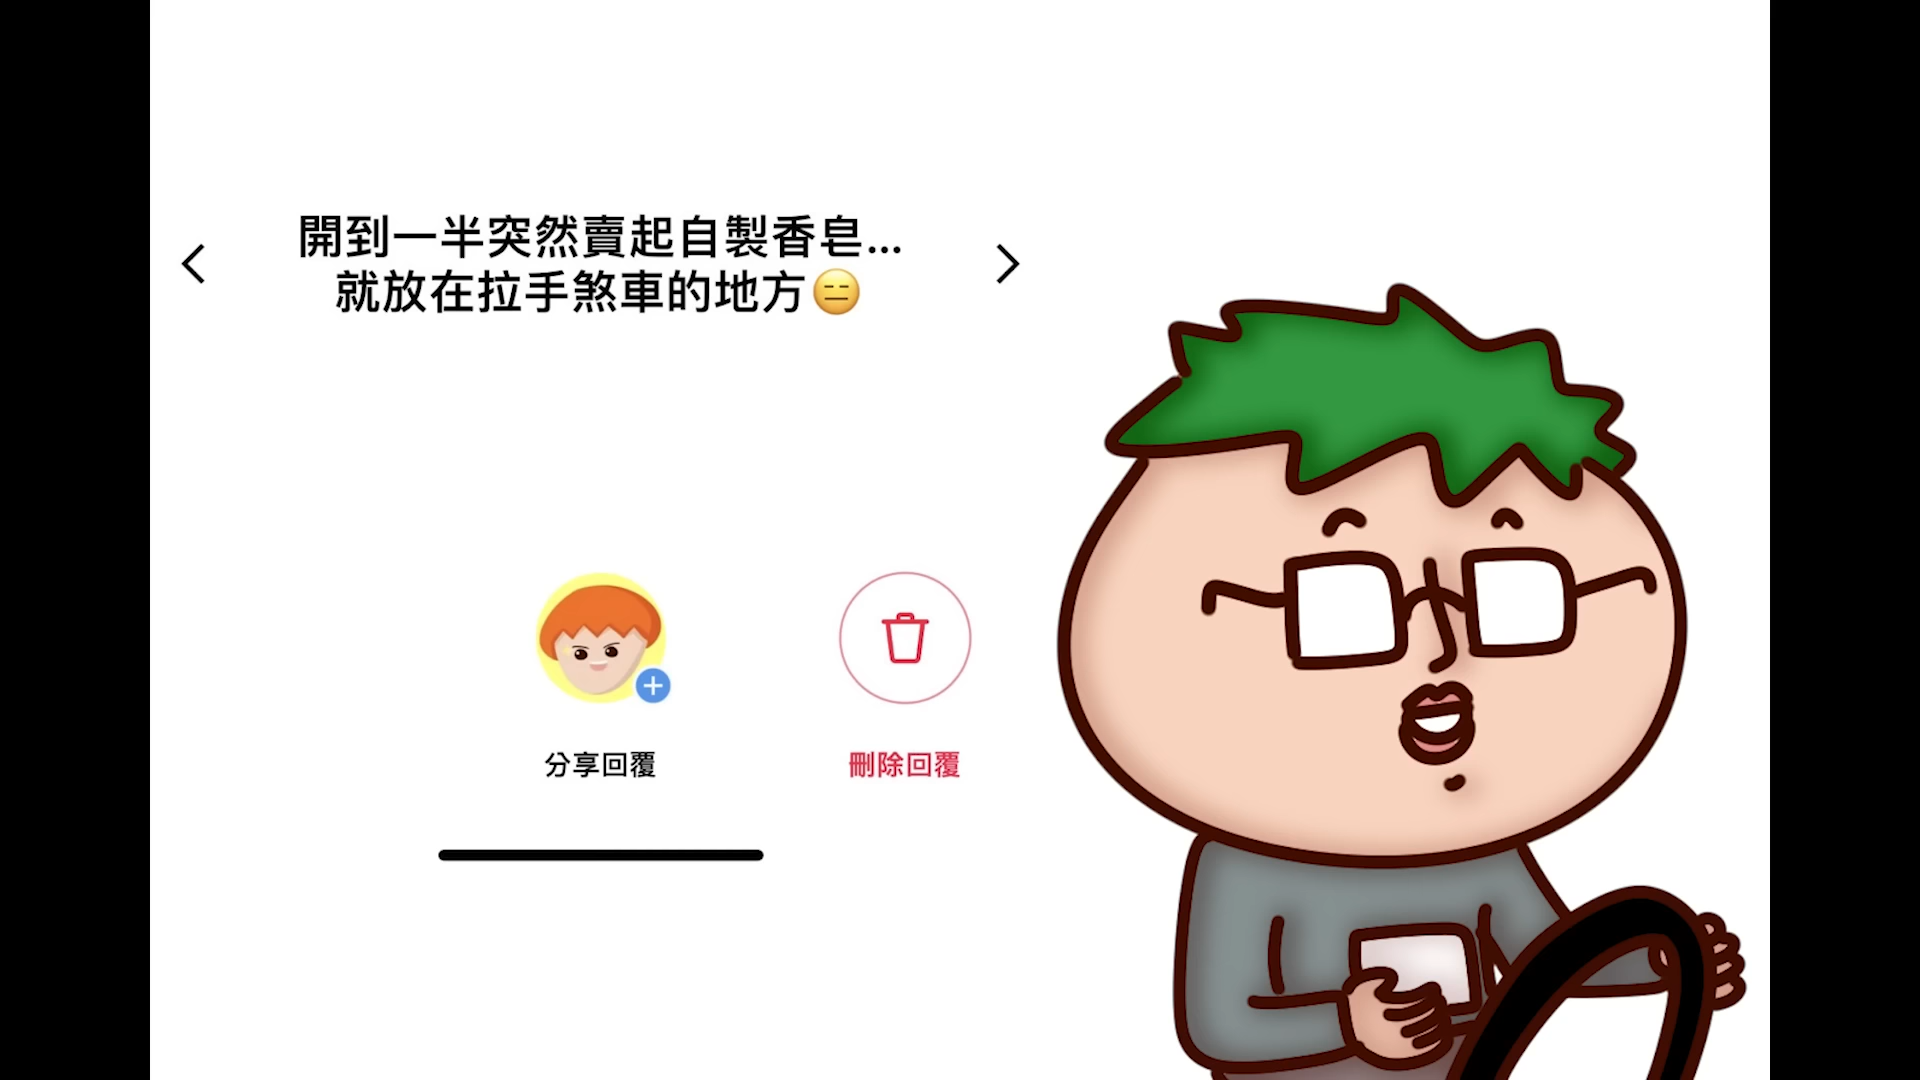 開到一半突然賣起自製香皂...
就放在拉手煞車的地方😑
分享回覆
刪除回覆